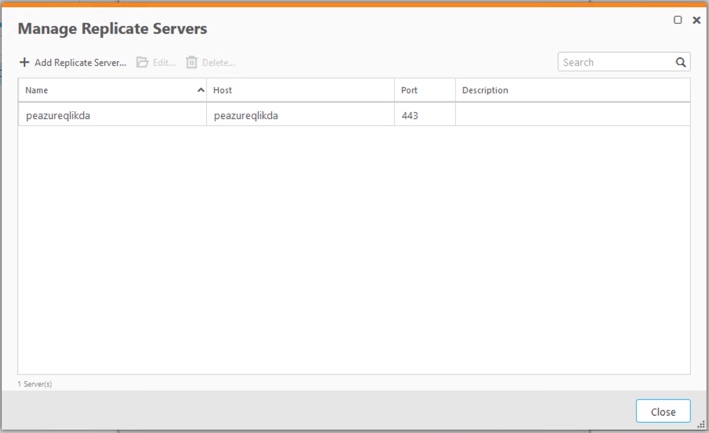 Manage Replicate Servers
Add Replicate Server... Edit... Delete... Search
Name Host Port Description
peazureqlikda peazureqlikda 443
1 Server(s)
Close